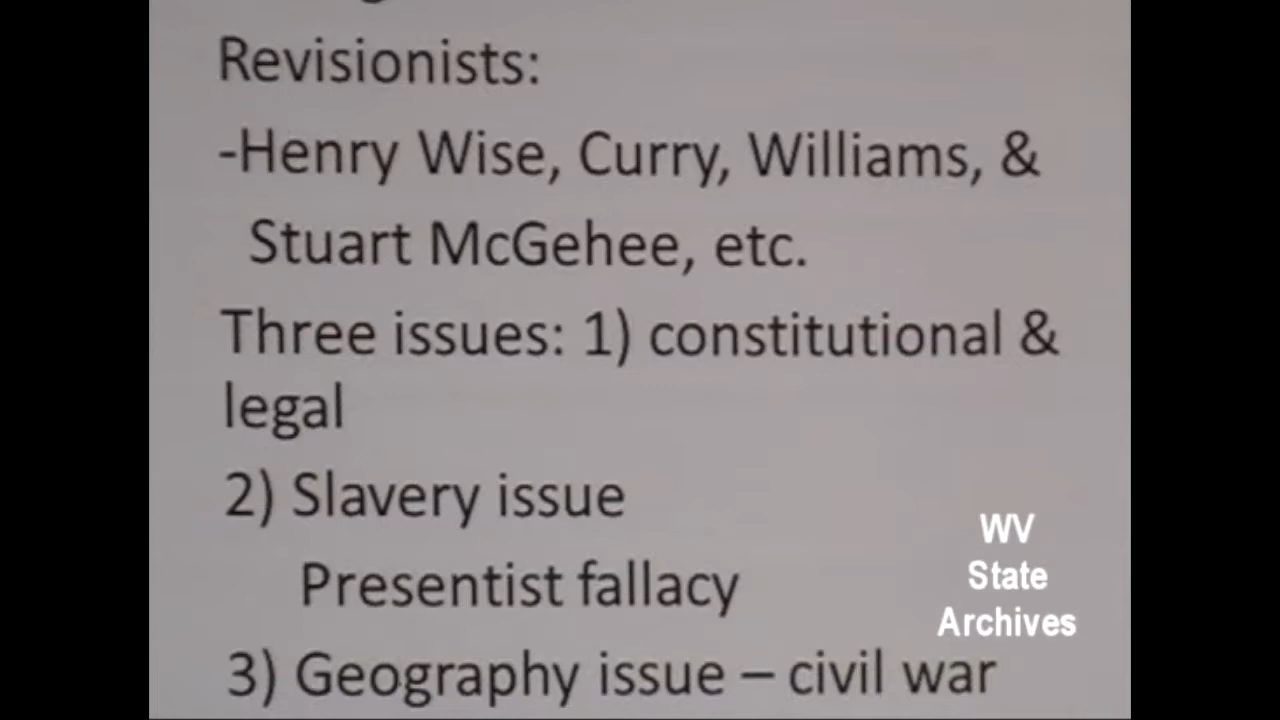 Revisionists:
-Henry Wise, Curry, Williams, &
Stuart McGehee, etc.
Three issues: 1) constitutional &
legal
2) Slavery issue
Presentist fallacy
3) Geography issue – civil war
WV
State
Archives